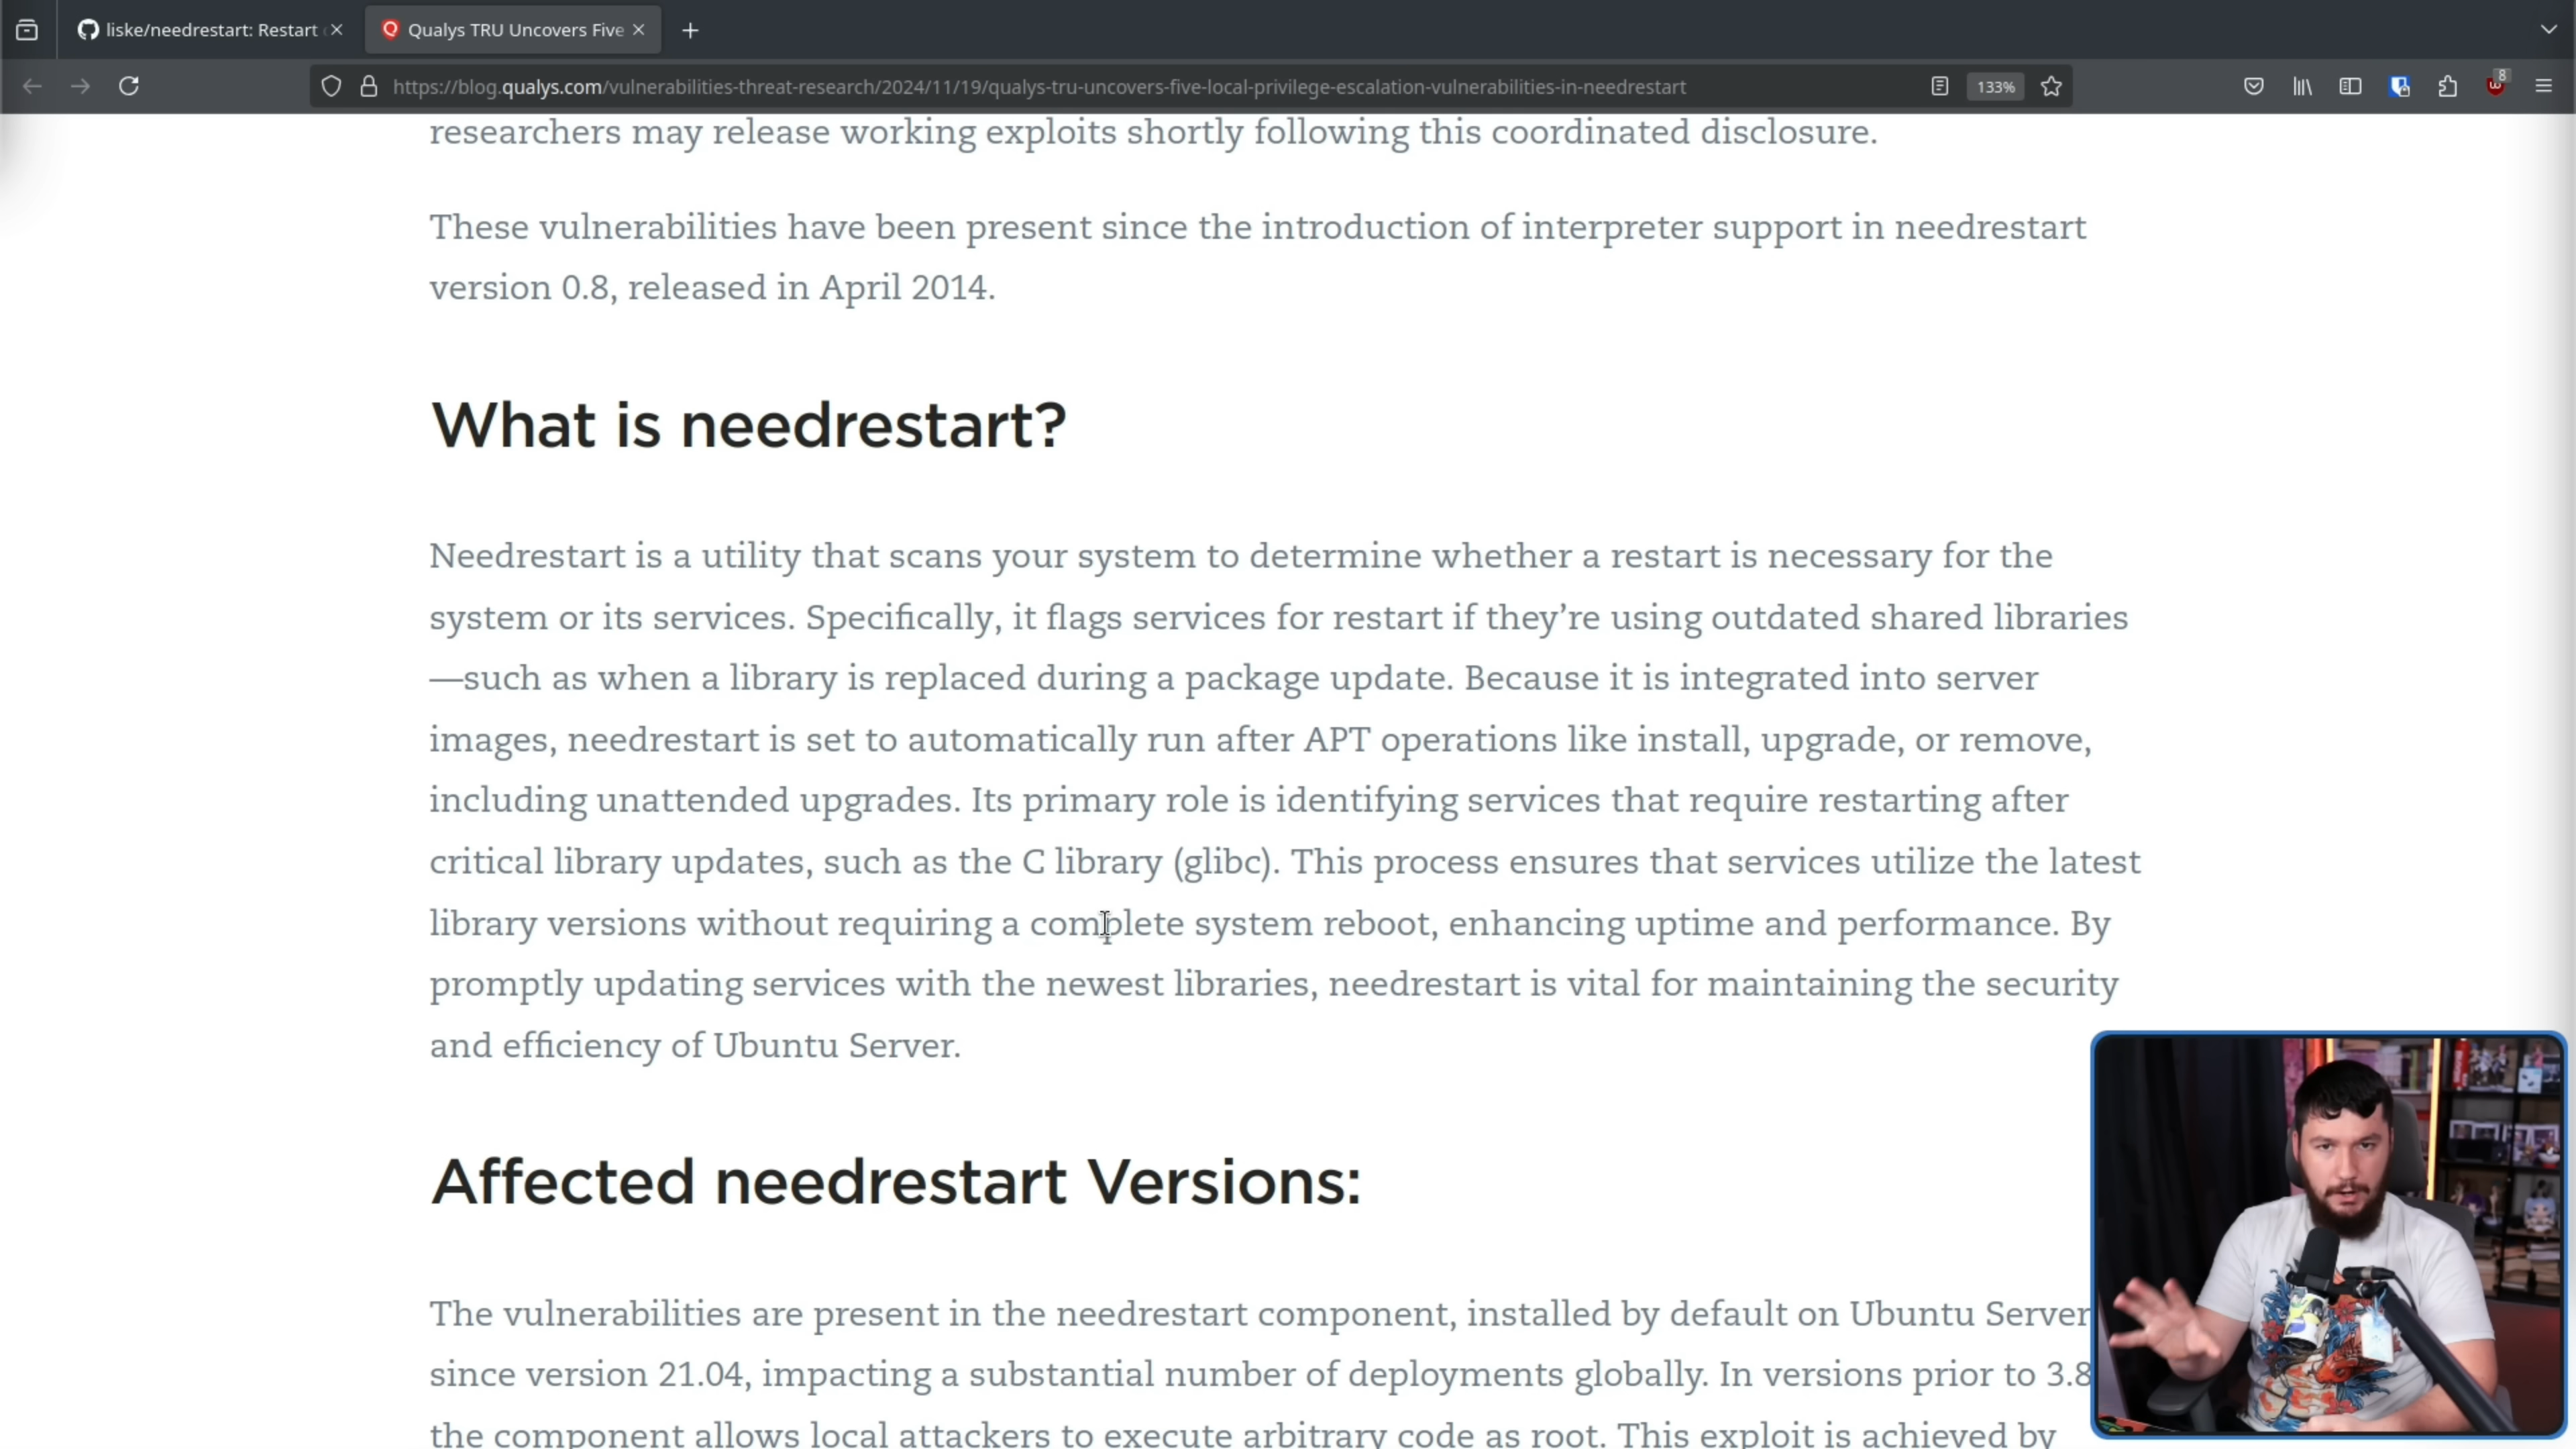 liske/needrestart: Restart
Qualys TRU Uncovers Five
https://blog.qualys.com/vulnerabilities-threat-research/2024/11/19/qualys-tru-uncovers-five-local-privilege-escalation-vulnerabilities-in-needrestart
133%
8
researchers may release working exploits shortly following this coordinated disclosure.
These vulnerabilities have been present since the introduction of interpreter support in needrestart
version 0.8, released in April 2014.
What is needrestart?
Needrestart is a utility that scans your system to determine whether a restart is necessary for the
system or its services. Specifically, it flags services for restart if they’re using outdated shared libraries
—such as when a library is replaced during a package update. Because it is integrated into server
images, needrestart is set to automatically run after APT operations like install, upgrade, or remove,
including unattended upgrades. Its primary role is identifying services that require restarting after
critical library updates, such as the C library (glibc). This process ensures that services utilize the latest
library versions without requiring a complete system reboot, enhancing uptime and performance. By
promptly updating services with the newest libraries, needrestart is vital for maintaining the security
and efficiency of Ubuntu Server.
Affected needrestart Versions:
The vulnerabilities are present in the needrestart component, installed by default on Ubuntu Server
since version 21.04, impacting a substantial number of deployments globally. In versions prior to 3.8
the component allows local attackers to execute arbitrary code as root. This exploit is achieved by